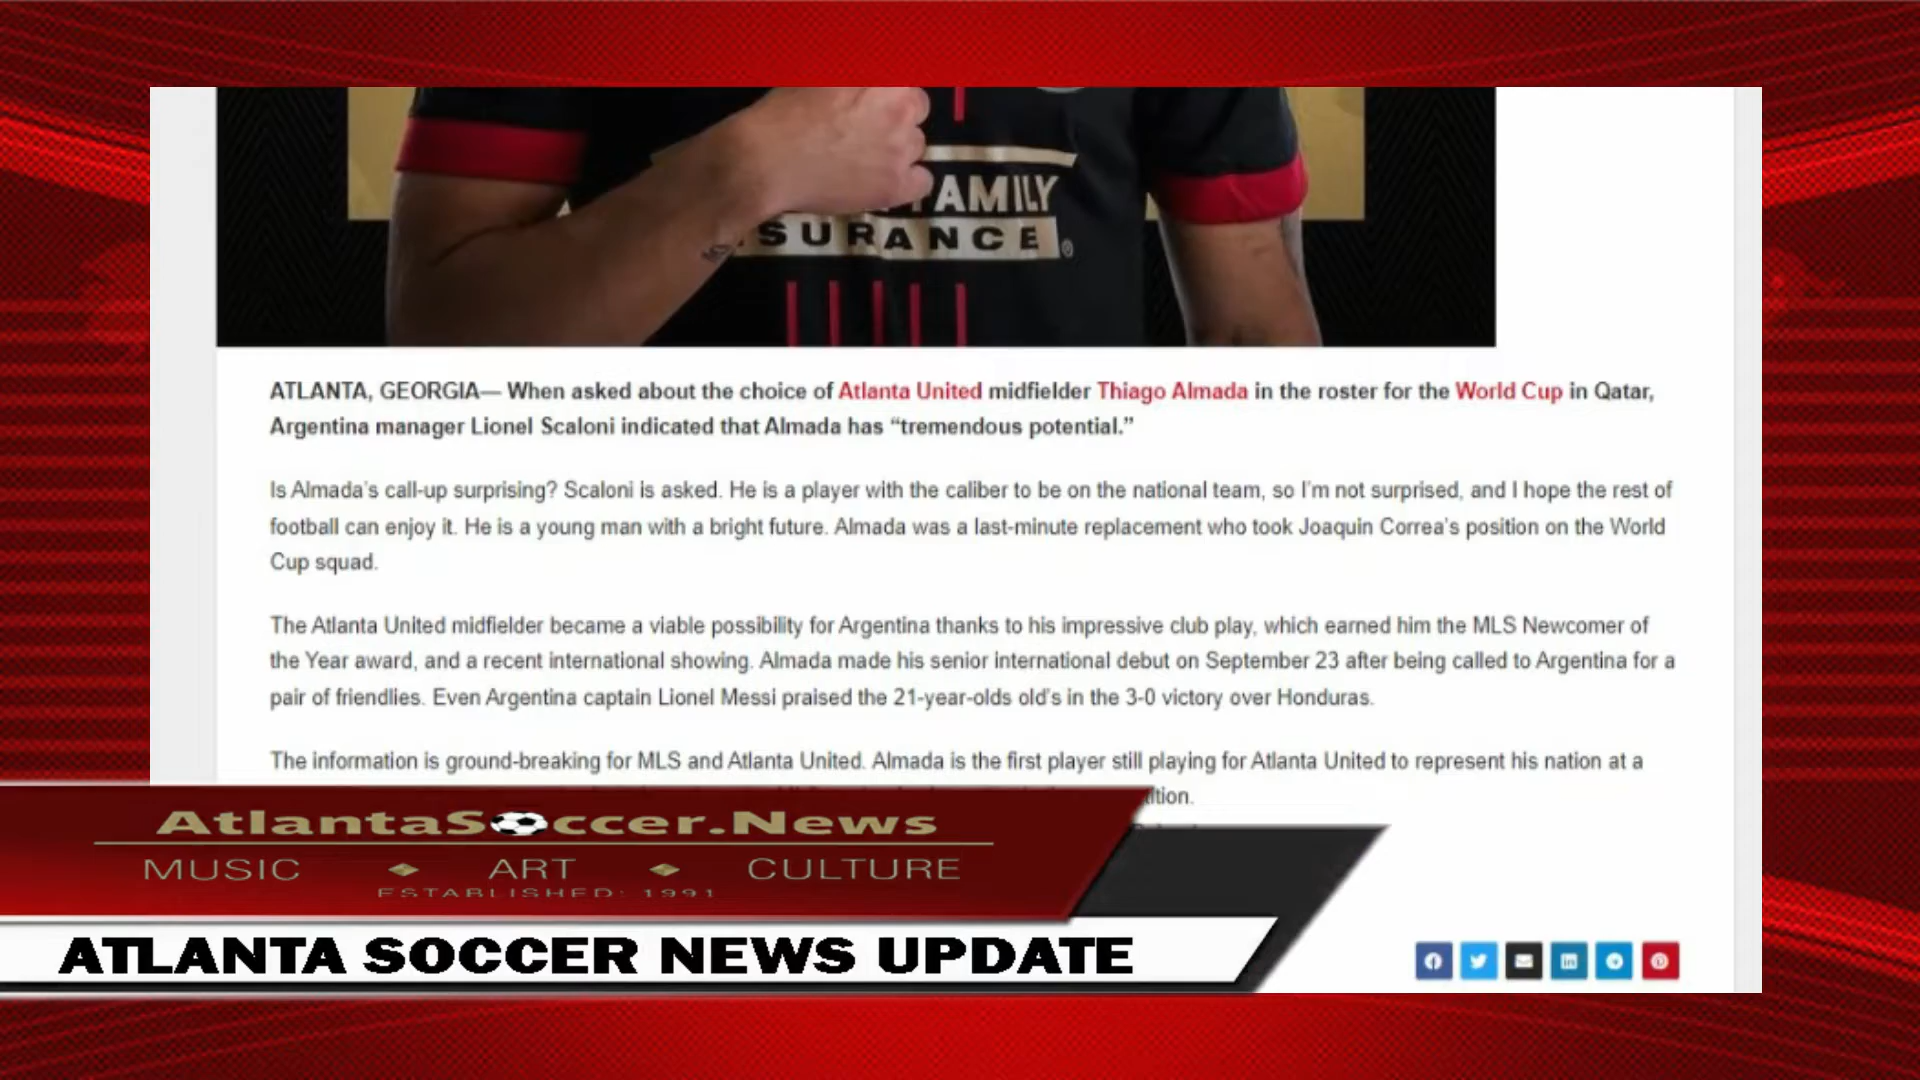 FAMILY
SURANCE®
ATLANTA, GEORGIA— When asked about the choice of Atlanta United midfielder Thiago Almada in the roster for the World Cup in Qatar,
Argentina manager Lionel Scaloni indicated that Almada has “tremendous potential.”
Is Almada’s call-up surprising? Scaloni is asked. He is a player with the caliber to be on the national team, so I’m not surprised, and I hope the rest of
football can enjoy it. He is a young man with a bright future. Almada was a last-minute replacement who took Joaquin Correa’s position on the World
Cup squad.
The Atlanta United midfielder became a viable possibility for Argentina thanks to his impressive club play, which earned him the MLS Newcomer of
the Year award, and a recent international showing. Almada made his senior international debut on September 23 after being called to Argentina for a
pair of friendlies. Even Argentina captain Lionel Messi praised the 21-year-olds old’s in the 3-0 victory over Honduras.
The information is ground-breaking for MLS and Atlanta United. Almada is the first player still playing for Atlanta United to represent his nation at a
ition.
AtlantaSoccer.News
MUSIC ART CULTURE
ESTABLISHED: 1991
ATLANTA SOCCER NEWS UPDATE